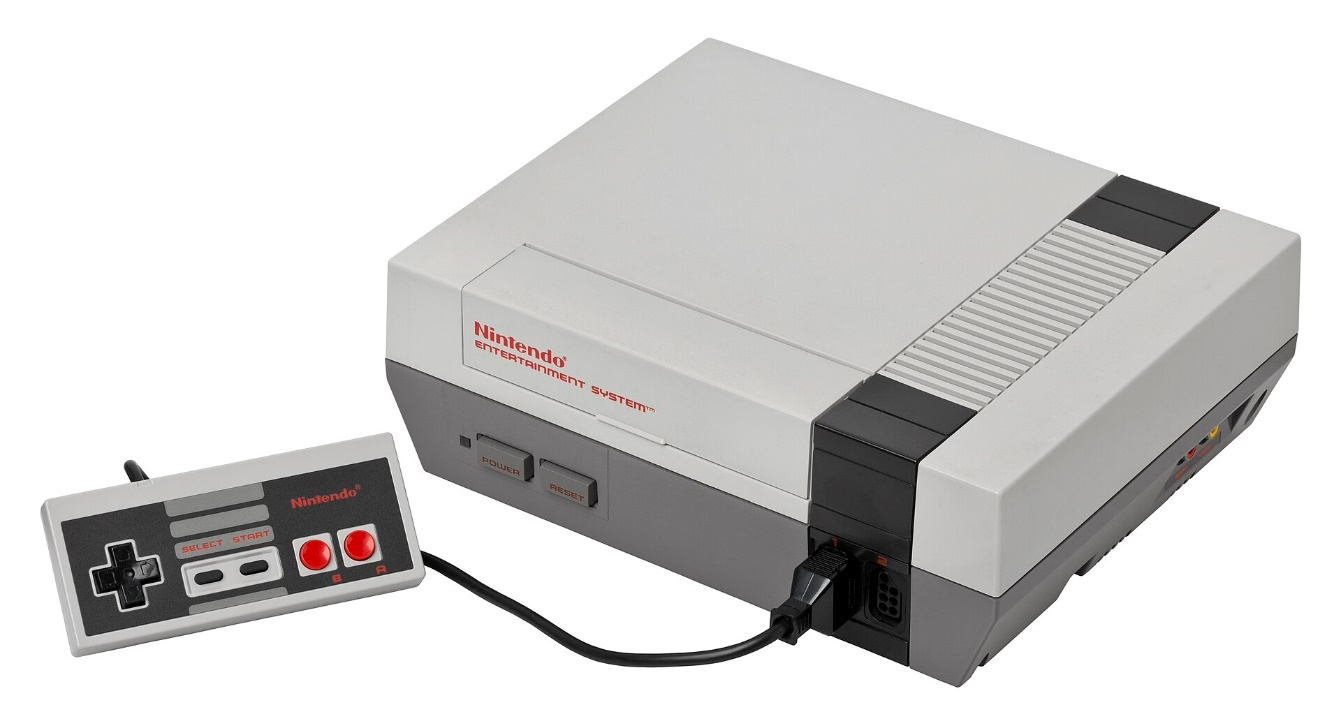 Nintendo®
ENTERTAINMENT SYSTEM™
POWER
RESET
1
2
Nintendo®
SELECT START
B
A